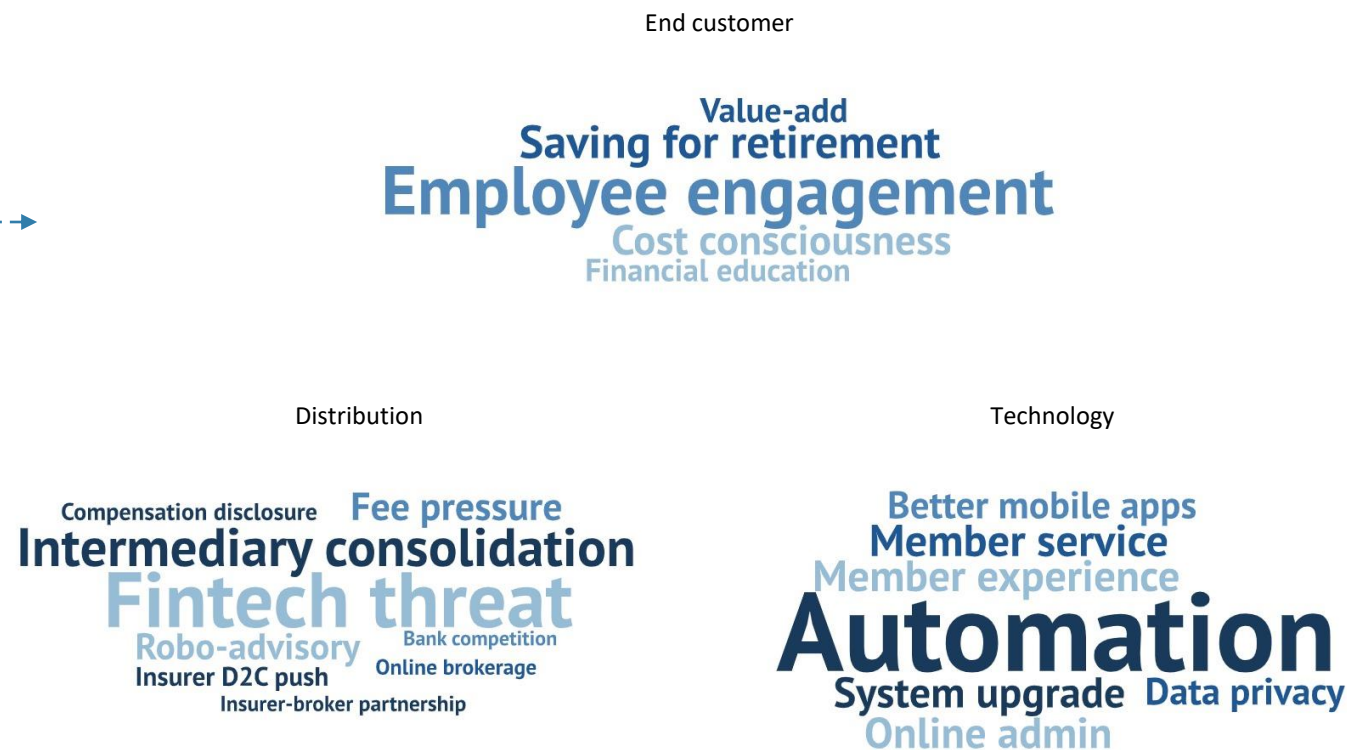 End customer
Value-add
Saving for retirement
Employee engagement
Cost consciousness
Financial education
Distribution
Compensation disclosure
Fee pressure
Intermediary consolidation
Fintech threat
Robo-advisory
Bank competition
Insurer D2C push
Online brokerage
Insurer-broker partnership
Technology
Better mobile apps
Member service
Member experience
Automation
System upgrade
Data privacy
Online admin